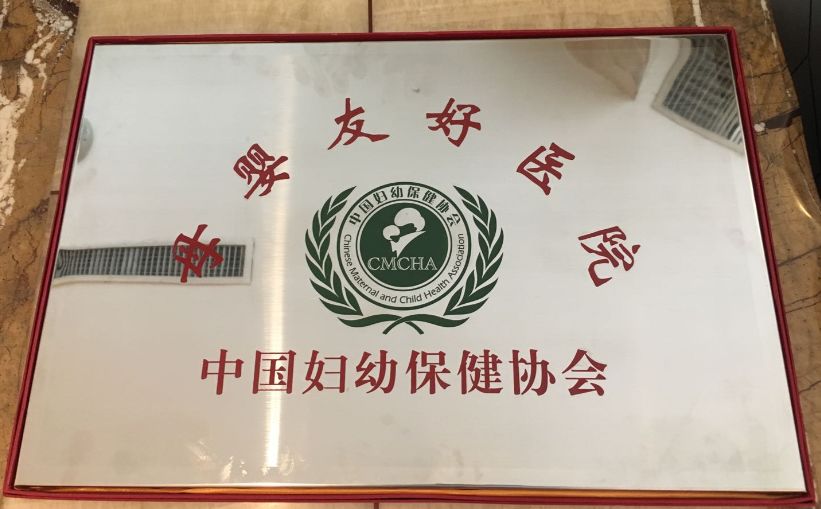 母婴友好医院
中国妇幼保健协会
CMCHA
Chinese Maternal and Child Health Association
中国妇幼保健协会